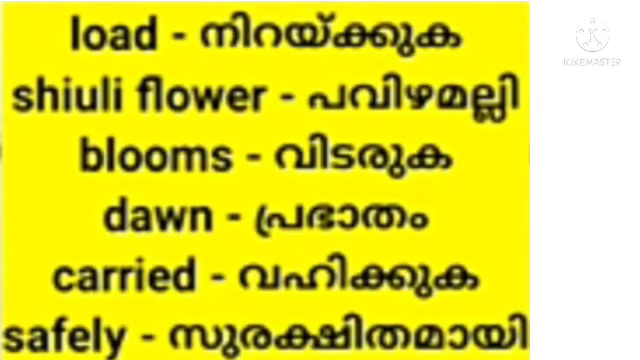 load - നിറയ്ക്കുക
shiuli flower - പവിഴമല്ലി
blooms - വിടരുക
dawn - പ്രഭാതം
carried - വഹിക്കുക
safely - സുരക്ഷിതമായി
KINEMASTER